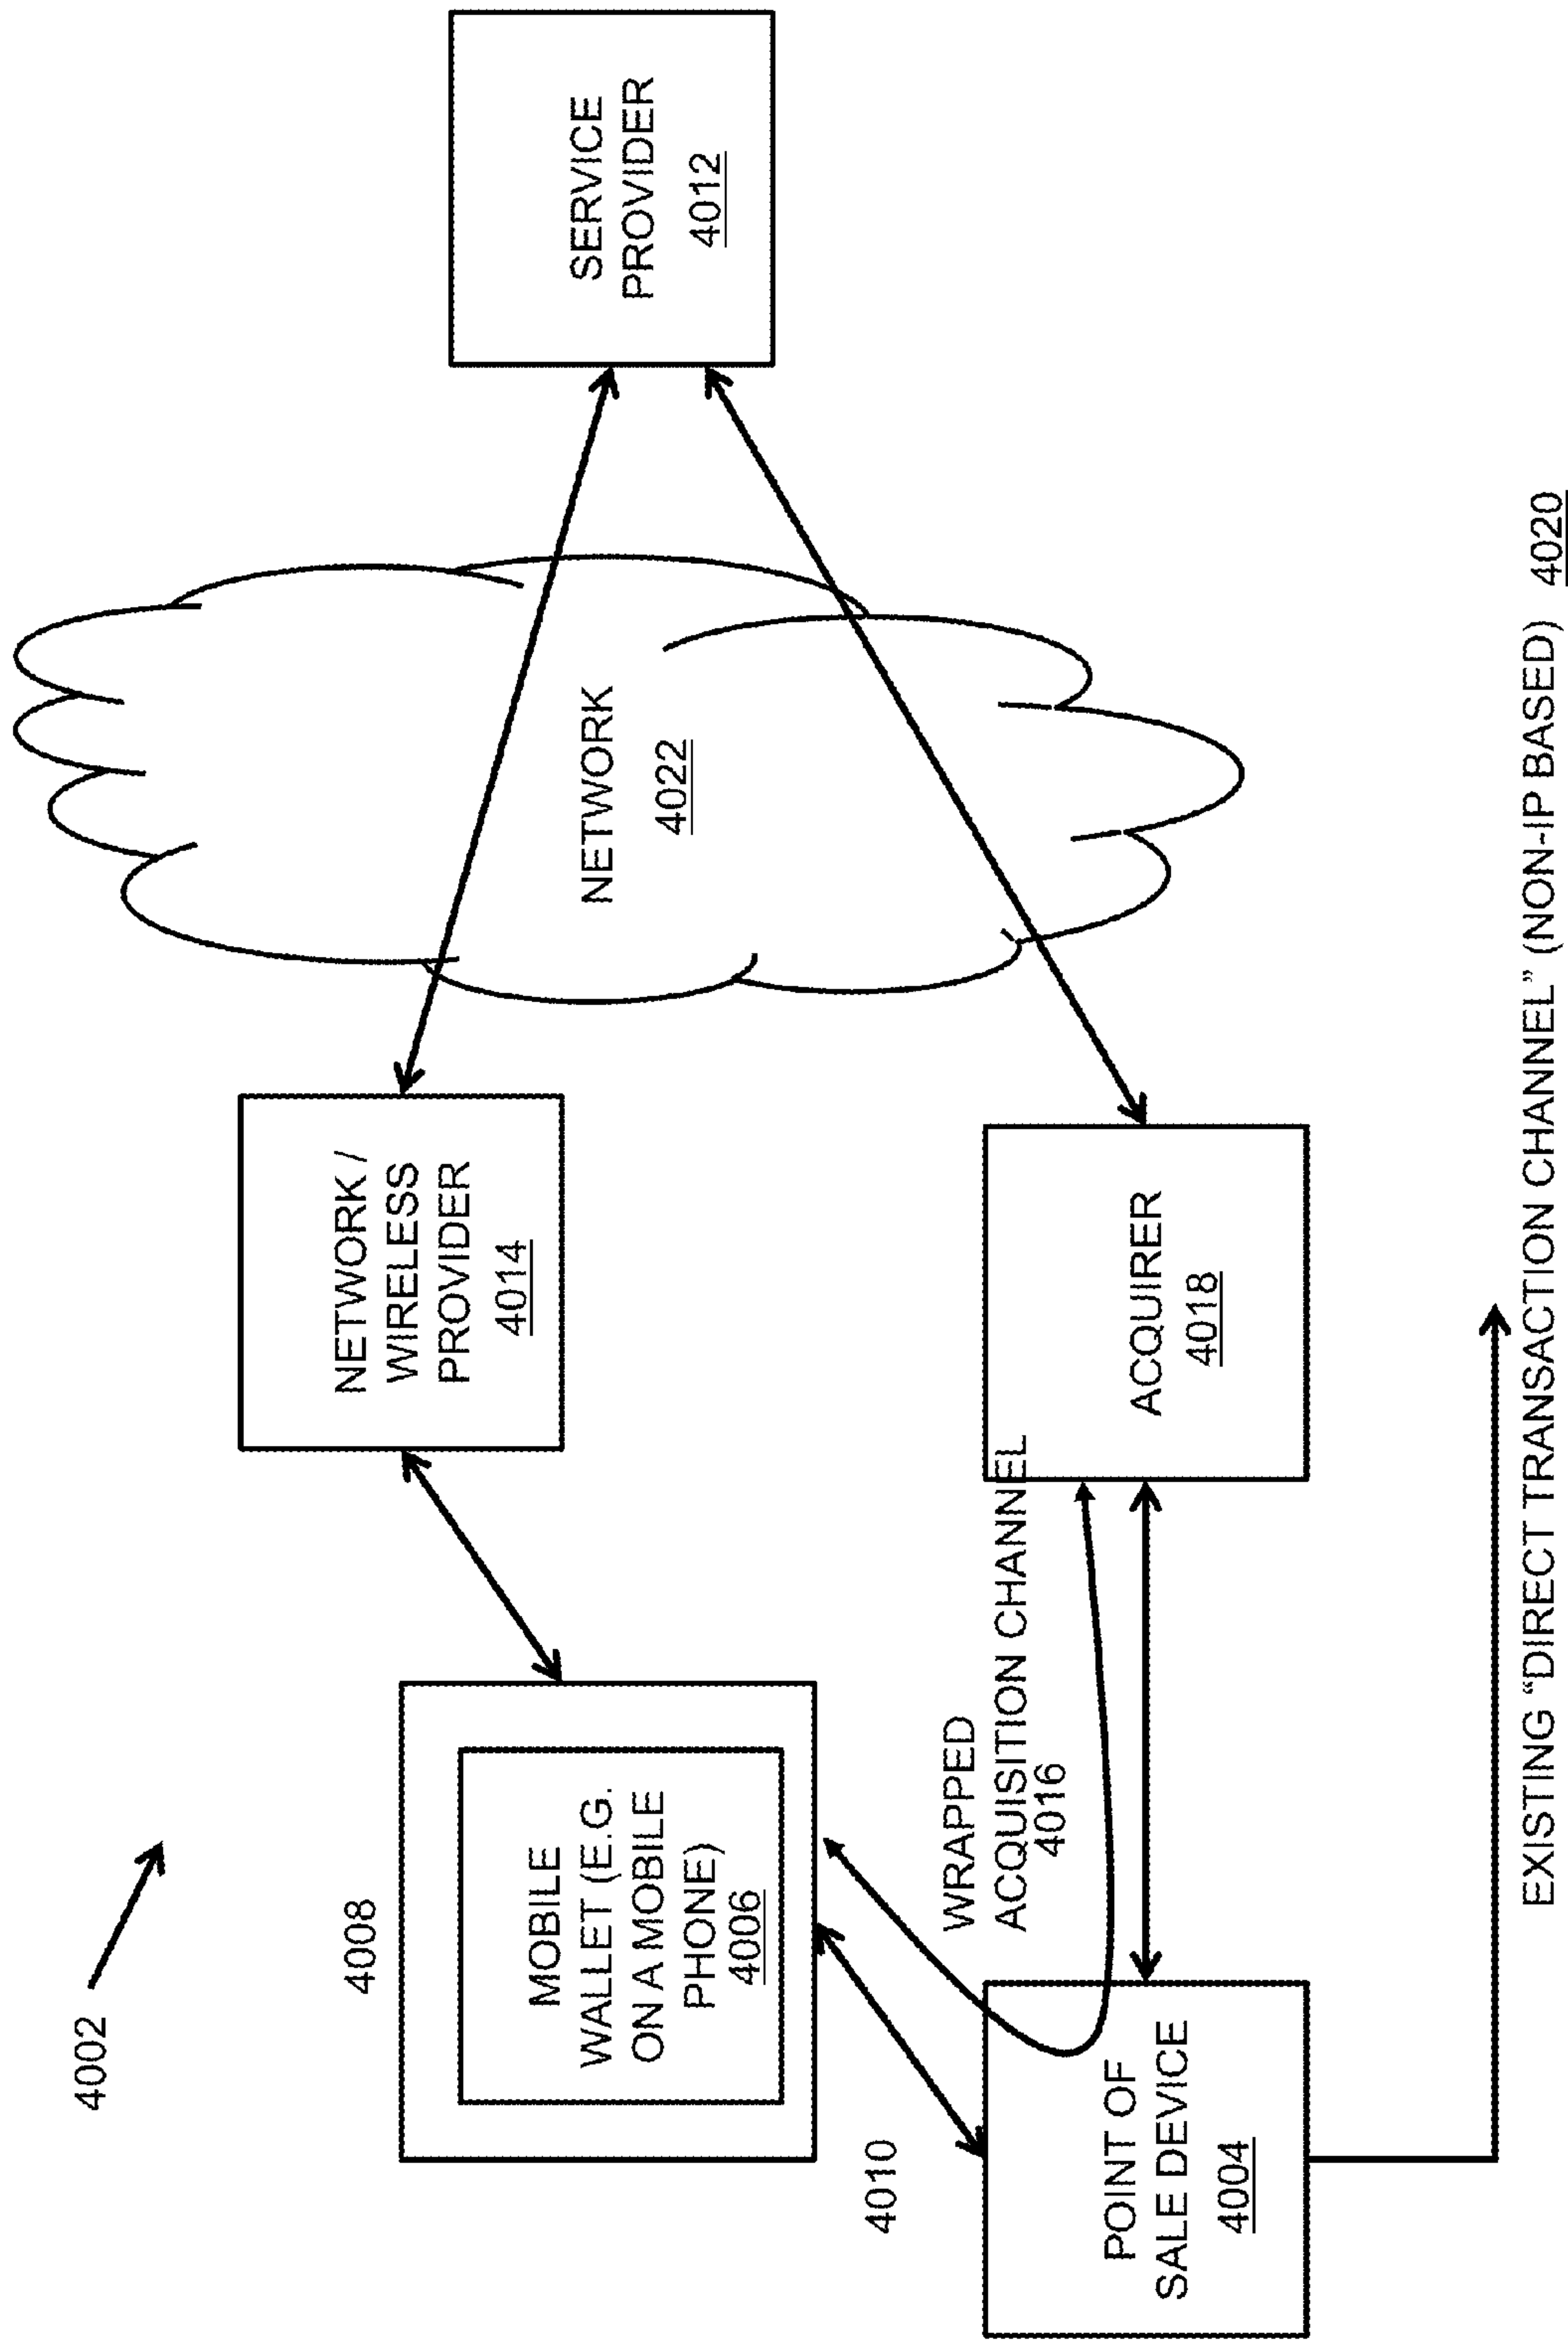 4002
4008
MOBILE
WALLET (E.G.
ON A MOBILE
PHONE)
4006
NETWORK /
WIRELESS
PROVIDER
4014
NETWORK
4022
SERVICE
PROVIDER
4012
4010
WRAPPED
ACQUISITION CHANNEL
4016
POINT OF
SALE DEVICE
4004
ACQUIRER
4018
EXISTING “DIRECT TRANSACTION CHANNEL” (NON-IP BASED) 4020